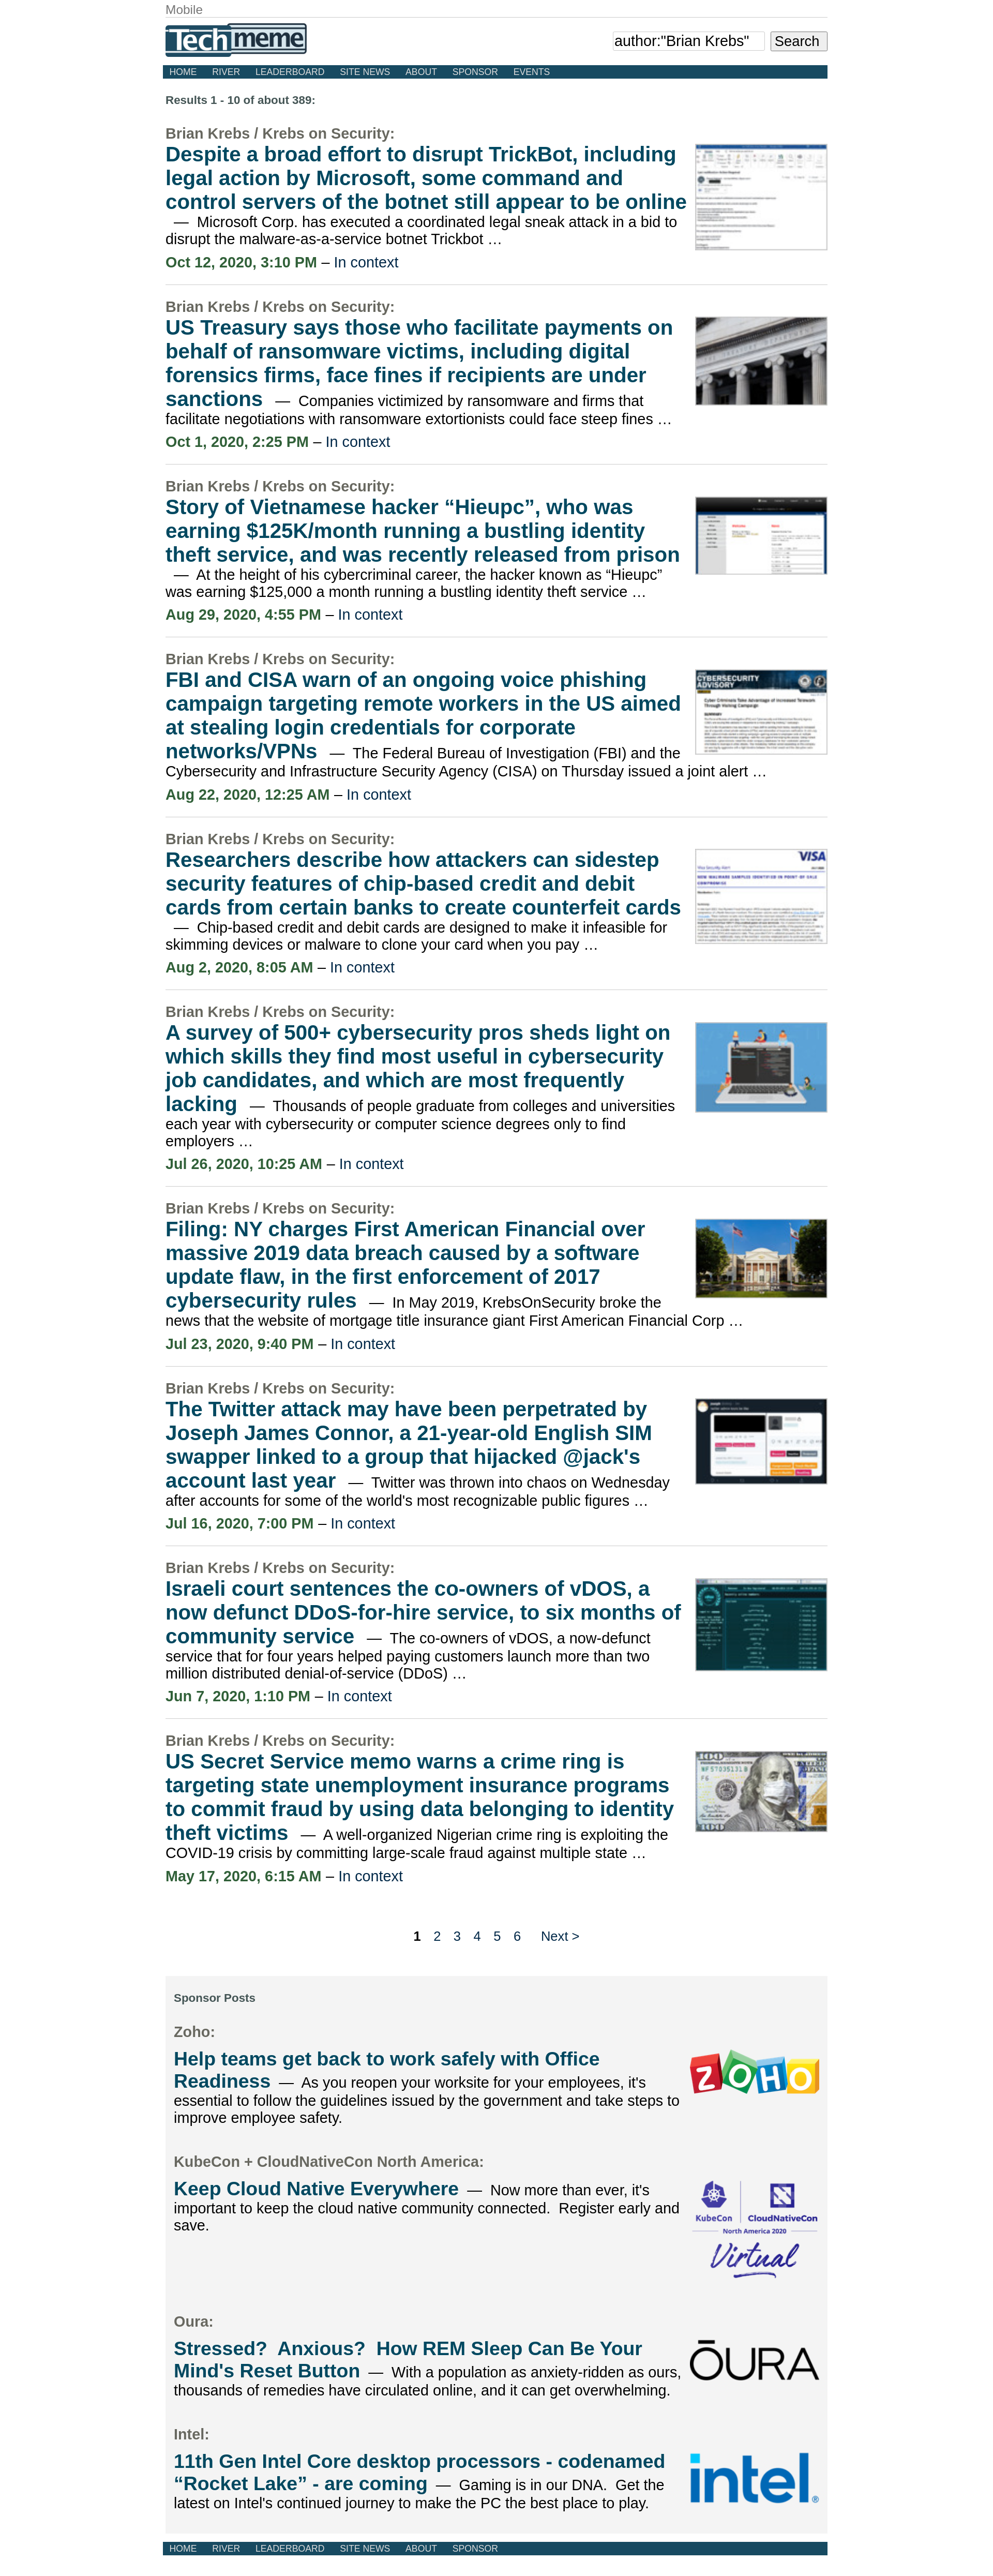 Mobile
Techmeme
author:"Brian Krebs" Search
HOME RIVER LEADERBOARD SITE NEWS ABOUT SPONSOR EVENTS
Results 1 - 10 of about 389:
Brian Krebs / Krebs on Security:
Despite a broad effort to disrupt TrickBot, including
legal action by Microsoft, some command and
control servers of the botnet still appear to be online
— Microsoft Corp. has executed a coordinated legal sneak attack in a bid to
disrupt the malware-as-a-service botnet Trickbot …
Oct 12, 2020, 3:10 PM – In context
Brian Krebs / Krebs on Security:
US Treasury says those who facilitate payments on
behalf of ransomware victims, including digital
forensics firms, face fines if recipients are under
sanctions — Companies victimized by ransomware and firms that
facilitate negotiations with ransomware extortionists could face steep fines …
Oct 1, 2020, 2:25 PM – In context
Brian Krebs / Krebs on Security:
Story of Vietnamese hacker “Hieupc”, who was
earning $125K/month running a bustling identity
theft service, and was recently released from prison
— At the height of his cybercriminal career, the hacker known as “Hieupc”
was earning $125,000 a month running a bustling identity theft service …
Aug 29, 2020, 4:55 PM – In context
Brian Krebs / Krebs on Security:
FBI and CISA warn of an ongoing voice phishing
campaign targeting remote workers in the US aimed
at stealing login credentials for corporate
networks/VPNs — The Federal Bureau of Investigation (FBI) and the
Cybersecurity and Infrastructure Security Agency (CISA) on Thursday issued a joint alert …
Aug 22, 2020, 12:25 AM – In context
CYBERSECURITY
ADVISORY
Brian Krebs / Krebs on Security:
Researchers describe how attackers can sidestep
security features of chip-based credit and debit
cards from certain banks to create counterfeit cards
— Chip-based credit and debit cards are designed to make it infeasible for
skimming devices or malware to clone your card when you pay …
Aug 2, 2020, 8:05 AM – In context
VISA
Brian Krebs / Krebs on Security:
A survey of 500+ cybersecurity pros sheds light on
which skills they find most useful in cybersecurity
job candidates, and which are most frequently
lacking — Thousands of people graduate from colleges and universities
each year with cybersecurity or computer science degrees only to find
employers …
Jul 26, 2020, 10:25 AM – In context
Brian Krebs / Krebs on Security:
Filing: NY charges First American Financial over
massive 2019 data breach caused by a software
update flaw, in the first enforcement of 2017
cybersecurity rules — In May 2019, KrebsOnSecurity broke the
news that the website of mortgage title insurance giant First American Financial Corp …
Jul 23, 2020, 9:40 PM – In context
Brian Krebs / Krebs on Security:
The Twitter attack may have been perpetrated by
Joseph James Connor, a 21-year-old English SIM
swapper linked to a group that hijacked @jack's
account last year — Twitter was thrown into chaos on Wednesday
after accounts for some of the world's most recognizable public figures …
Jul 16, 2020, 7:00 PM – In context
Brian Krebs / Krebs on Security:
Israeli court sentences the co-owners of vDOS, a
now defunct DDoS-for-hire service, to six months of
community service — The co-owners of vDOS, a now-defunct
service that for four years helped paying customers launch more than two
million distributed denial-of-service (DDoS) …
Jun 7, 2020, 1:10 PM – In context
Brian Krebs / Krebs on Security:
US Secret Service memo warns a crime ring is
targeting state unemployment insurance programs
to commit fraud by using data belonging to identity
theft victims — A well-organized Nigerian crime ring is exploiting the
COVID-19 crisis by committing large-scale fraud against multiple state …
May 17, 2020, 6:15 AM – In context
1 2 3 4 5 6 Next >
Sponsor Posts
Zoho:
Help teams get back to work safely with Office
Readiness — As you reopen your worksite for your employees, it's
essential to follow the guidelines issued by the government and take steps to
improve employee safety.
ZOHO
KubeCon + CloudNativeCon North America:
Keep Cloud Native Everywhere — Now more than ever, it's
important to keep the cloud native community connected. Register early and
save.
KubeCon CloudNativeCon
North America 2020
Virtual
Oura:
Stressed? Anxious? How REM Sleep Can Be Your
Mind's Reset Button — With a population as anxiety-ridden as ours,
thousands of remedies have circulated online, and it can get overwhelming.
ŌURA
Intel:
11th Gen Intel Core desktop processors - codenamed
“Rocket Lake” - are coming — Gaming is in our DNA. Get the
latest on Intel's continued journey to make the PC the best place to play.
intel®
HOME RIVER LEADERBOARD SITE NEWS ABOUT SPONSOR